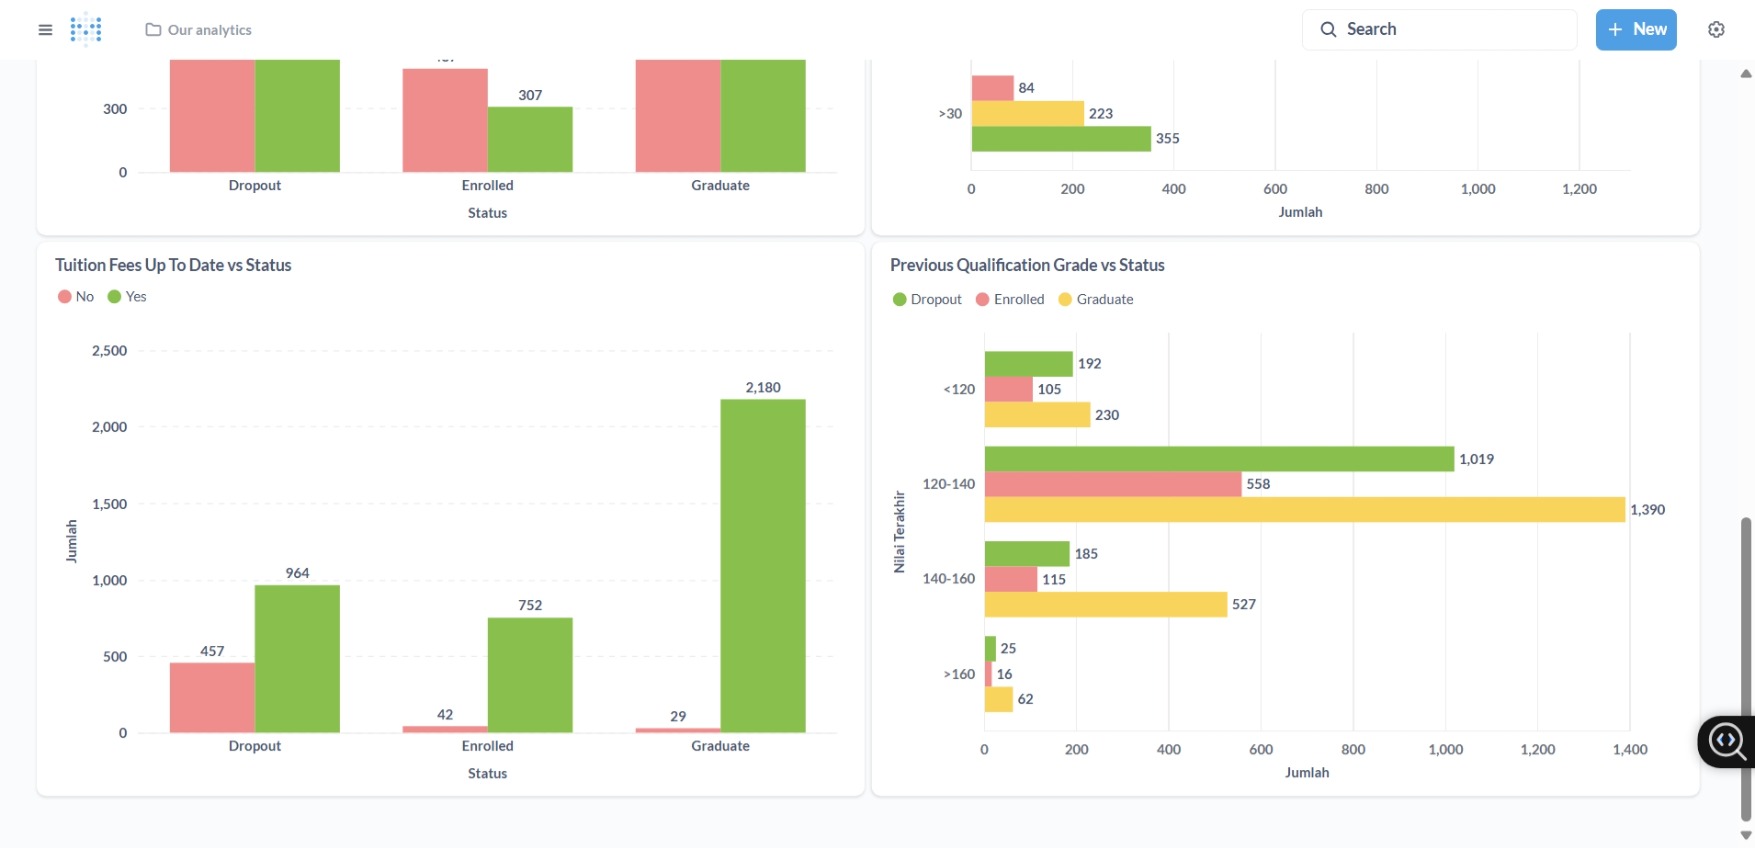 Our analytics
Search
+ New
300
0
307
Dropout
Enrolled
Graduate
Status
>30
84
223
355
0
200
400
600
800
1,000
1,200
Jumlah
Tuition Fees Up To Date vs Status
No
Yes
Jumlah
2,500
2,000
1,500
1,000
500
0
457
964
42
752
29
2,180
Dropout
Enrolled
Graduate
Status
Previous Qualification Grade vs Status
Dropout
Enrolled
Graduate
Nilai Terakhir
<120
192
105
230
120-140
1,019
558
1,390
140-160
185
115
527
>160
25
16
62
0
200
400
600
800
1,000
1,200
1,400
Jumlah